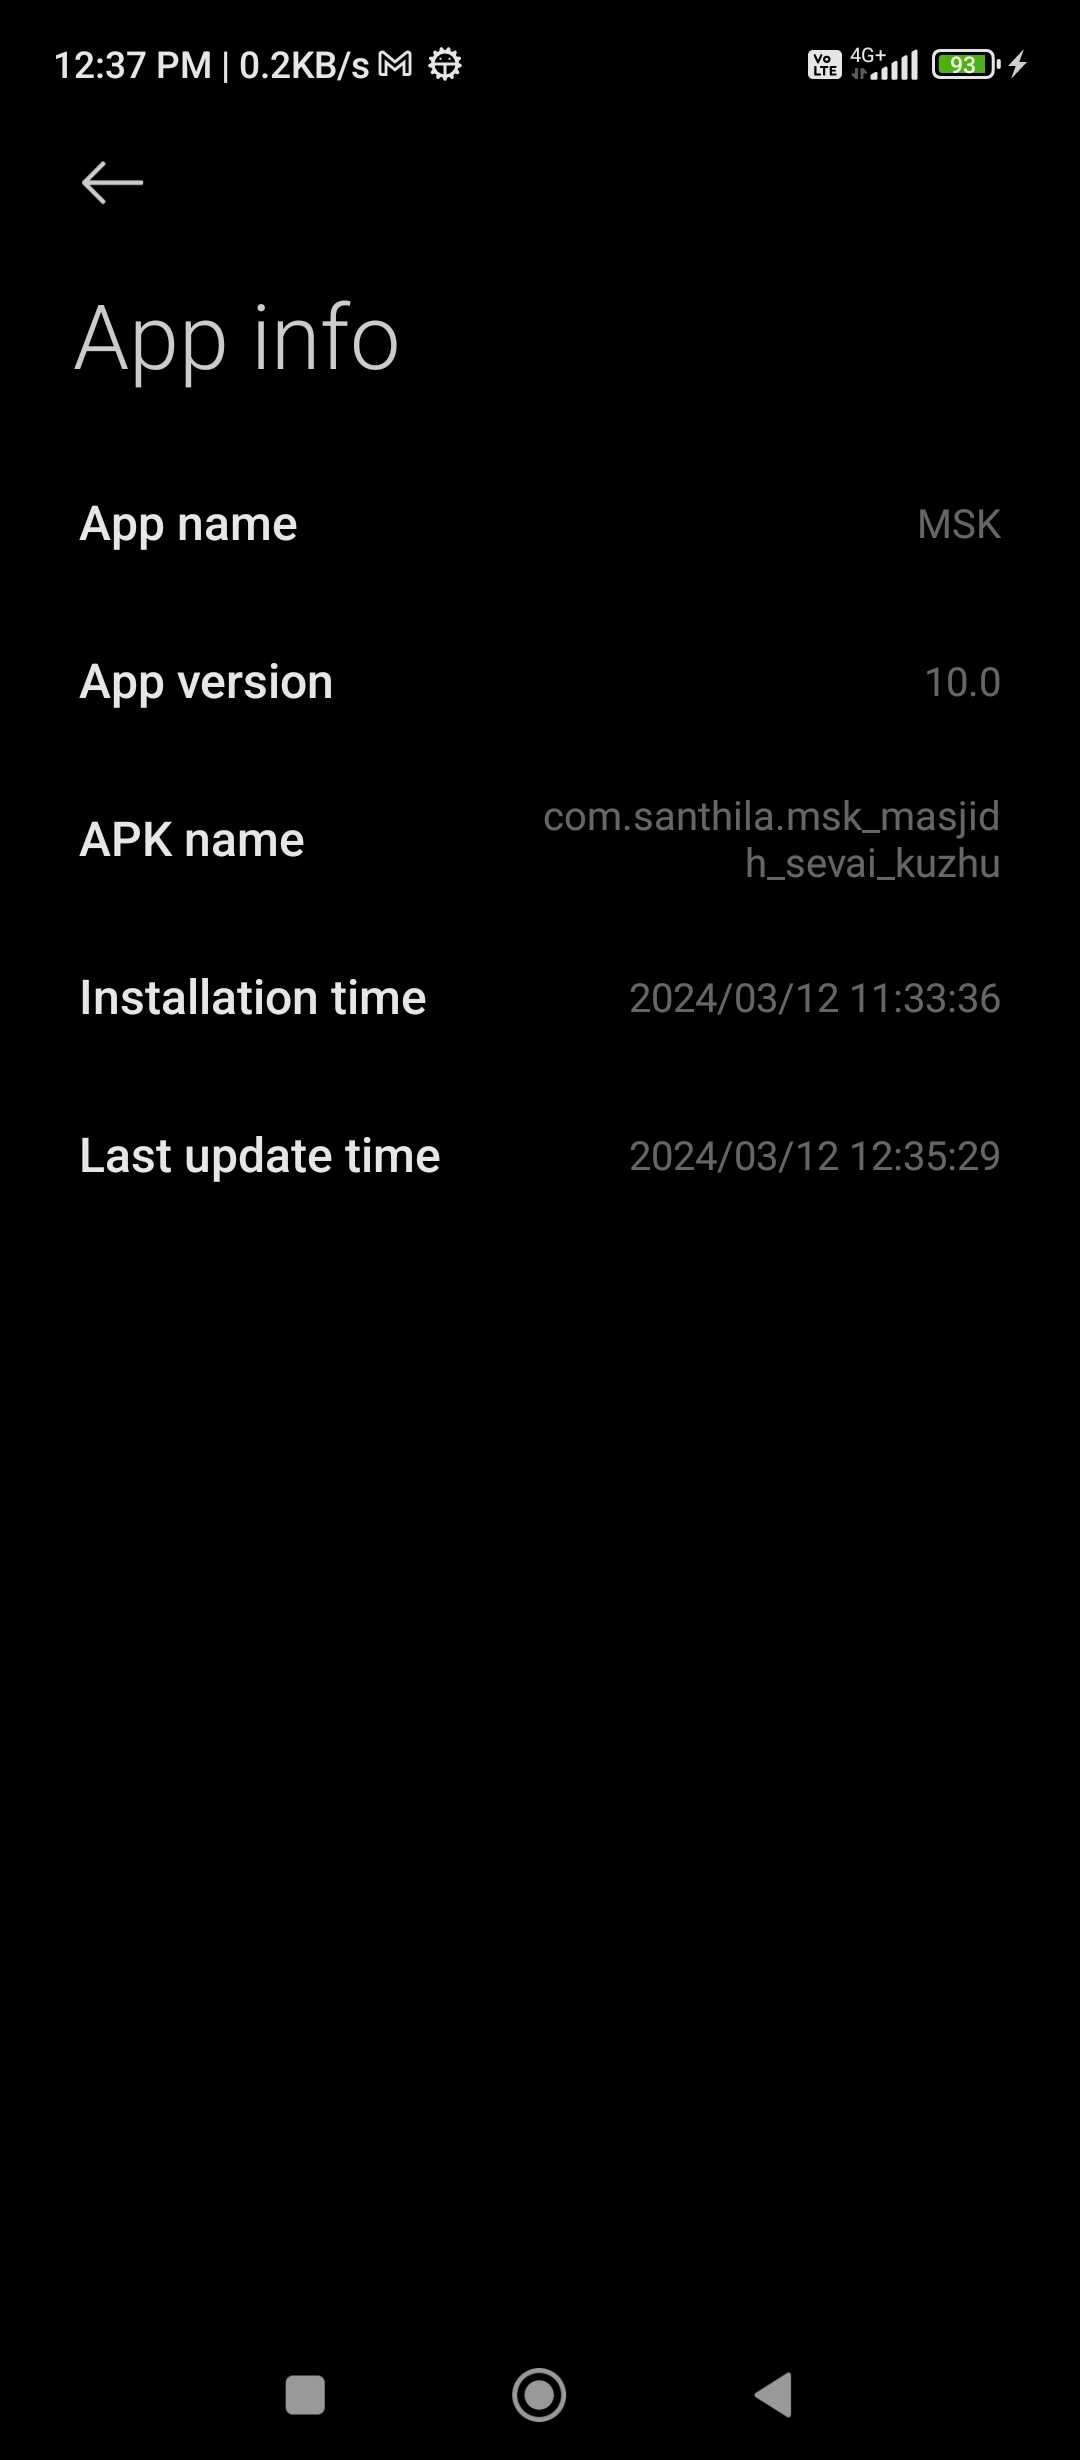 12:37 PM | 0.2KB/s
Vo LTE 4G+ 93
App info
App name MSK
App version 10.0
APK name com.santhila.msk_masjid
h_sevai_kuzhu
Installation time 2024/03/12 11:33:36
Last update time 2024/03/12 12:35:29